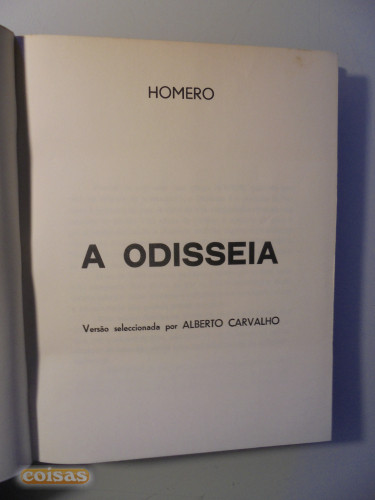 HOMERO
A ODISSEIA
Versão seleccionada por ALBERTO CARVALHO
coisas